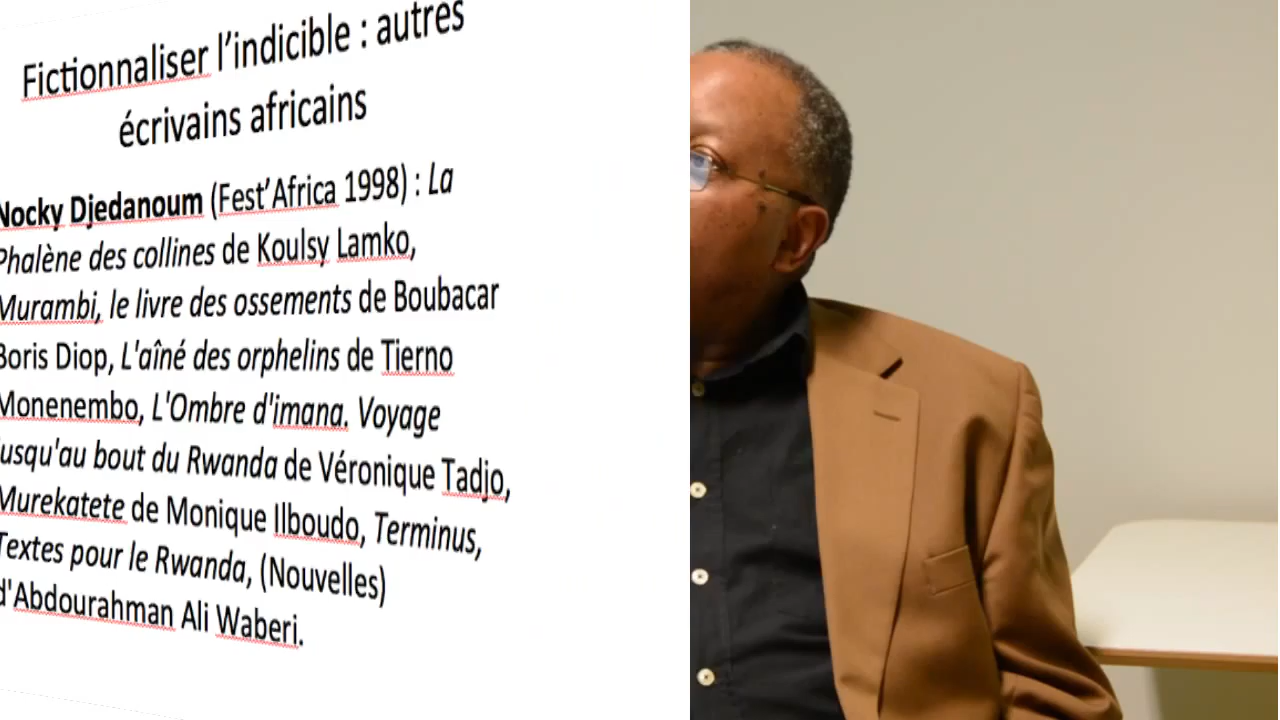 Fictionnaliser l'indicible : autres
écrivains africains
Nocky Djedanoum (Fest'Africa 1998) : La
Phalène des collines de Koulsy Lamko,
Murambi, le livre des ossements de Boubacar
Boris Diop, L'aîné des orphelins de Tierno
Monenembo, L'Ombre d'imana. Voyage
jusqu'au bout du Rwanda de Véronique Tadjo,
Murekatete de Monique Ilboudo, Terminus,
Textes pour le Rwanda, (Nouvelles)
d'Abdourahman Ali Waberi.